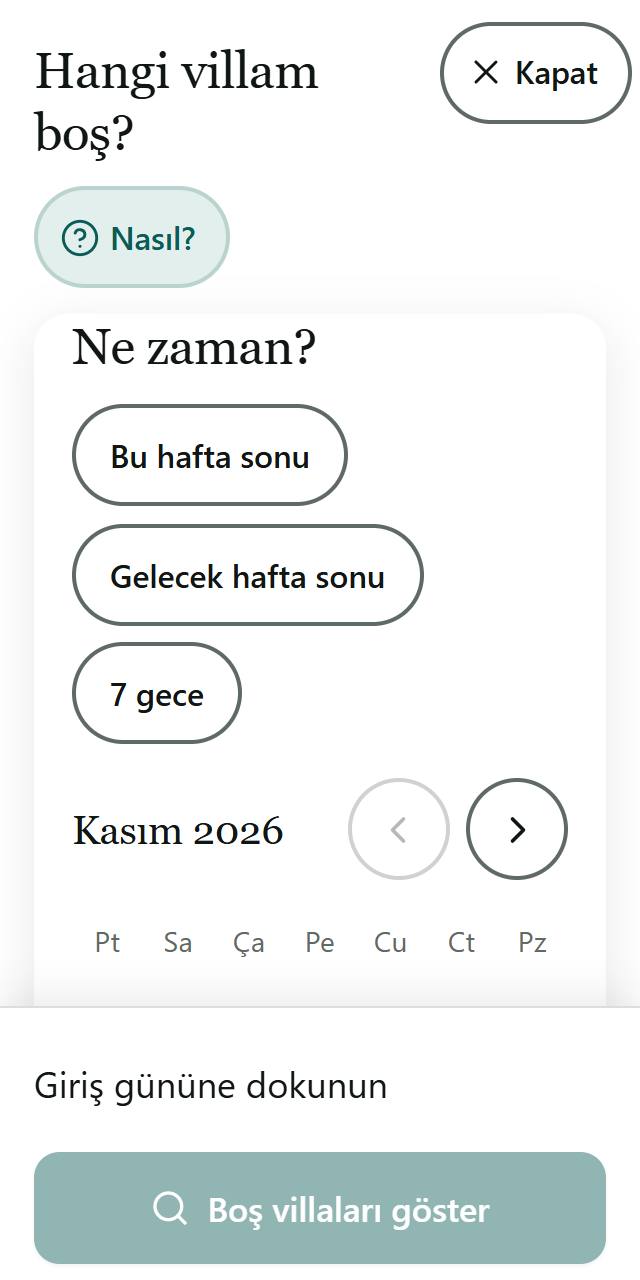 Hangi villam
boş?
Kapat
Nasıl?
Ne zaman?
Bu hafta sonu
Gelecek hafta sonu
7 gece
Kasım 2026
Pt Sa Ça Pe Cu Ct Pz
Giriş gününe dokunun
Boş villaları göster